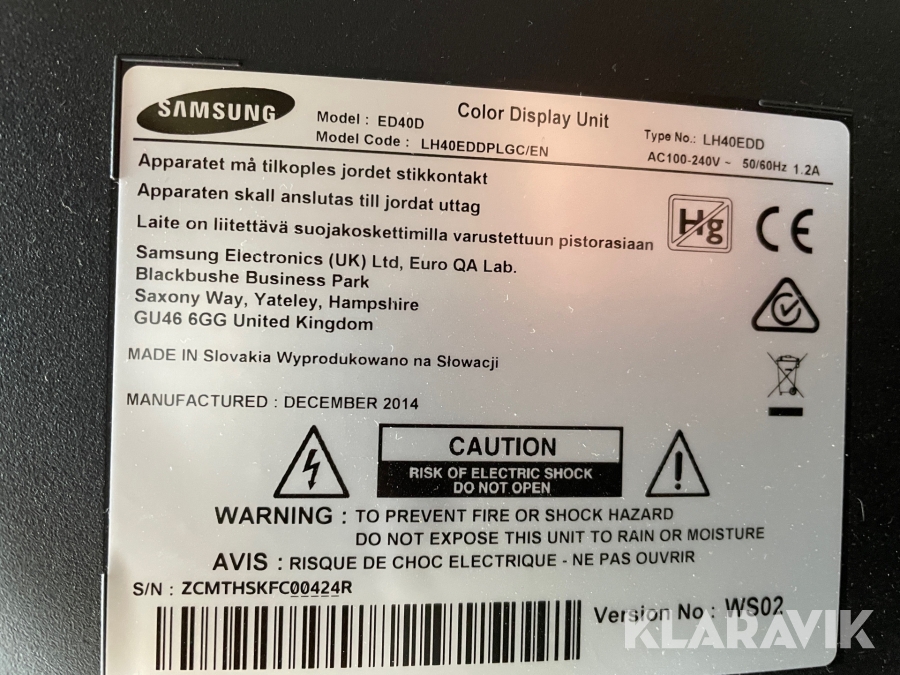 SAMSUNG
Model : ED40D
Color Display Unit
Type No.: LH40EDD
Model Code : LH40EDDPLGC/EN
AC100-240V ~ 50/60Hz 1.2A
Apparatet må tilkoples jordet stikkontakt
Apparaten skall anslutas till jordat uttag
Laite on liitettävä suojakoskettimilla varustettuun pistorasiaan
Hg
CE
Samsung Electronics (UK) Ltd, Euro QA Lab.
Blackbushe Business Park
Saxony Way, Yateley, Hampshire
GU46 6GG United Kingdom
MADE IN Slovakia Wyprodukowano na Słowacji
MANUFACTURED : DECEMBER 2014
CAUTION
RISK OF ELECTRIC SHOCK
DO NOT OPEN
WARNING : TO PREVENT FIRE OR SHOCK HAZARD
DO NOT EXPOSE THIS UNIT TO RAIN OR MOISTURE
AVIS : RISQUE DE CHOC ELECTRIQUE - NE PAS OUVRIR
S/N : ZCMTHSKFC00424R
Version No : WS02
KLARAVIK